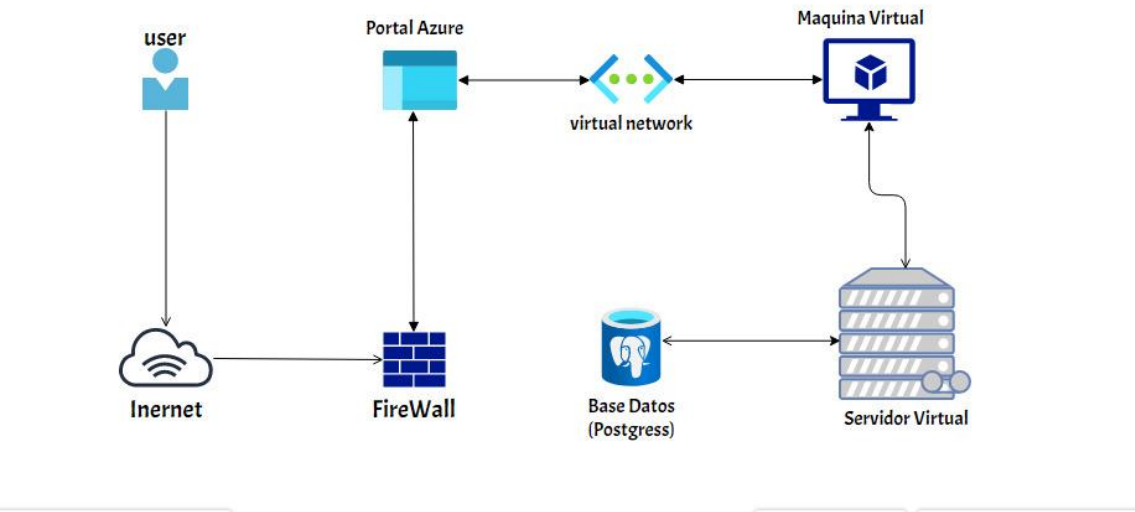 user
Portal Azure
Maquina Virtual
virtual network
Inernet
FireWall
Base Datos
(Postgress)
Servidor Virtual